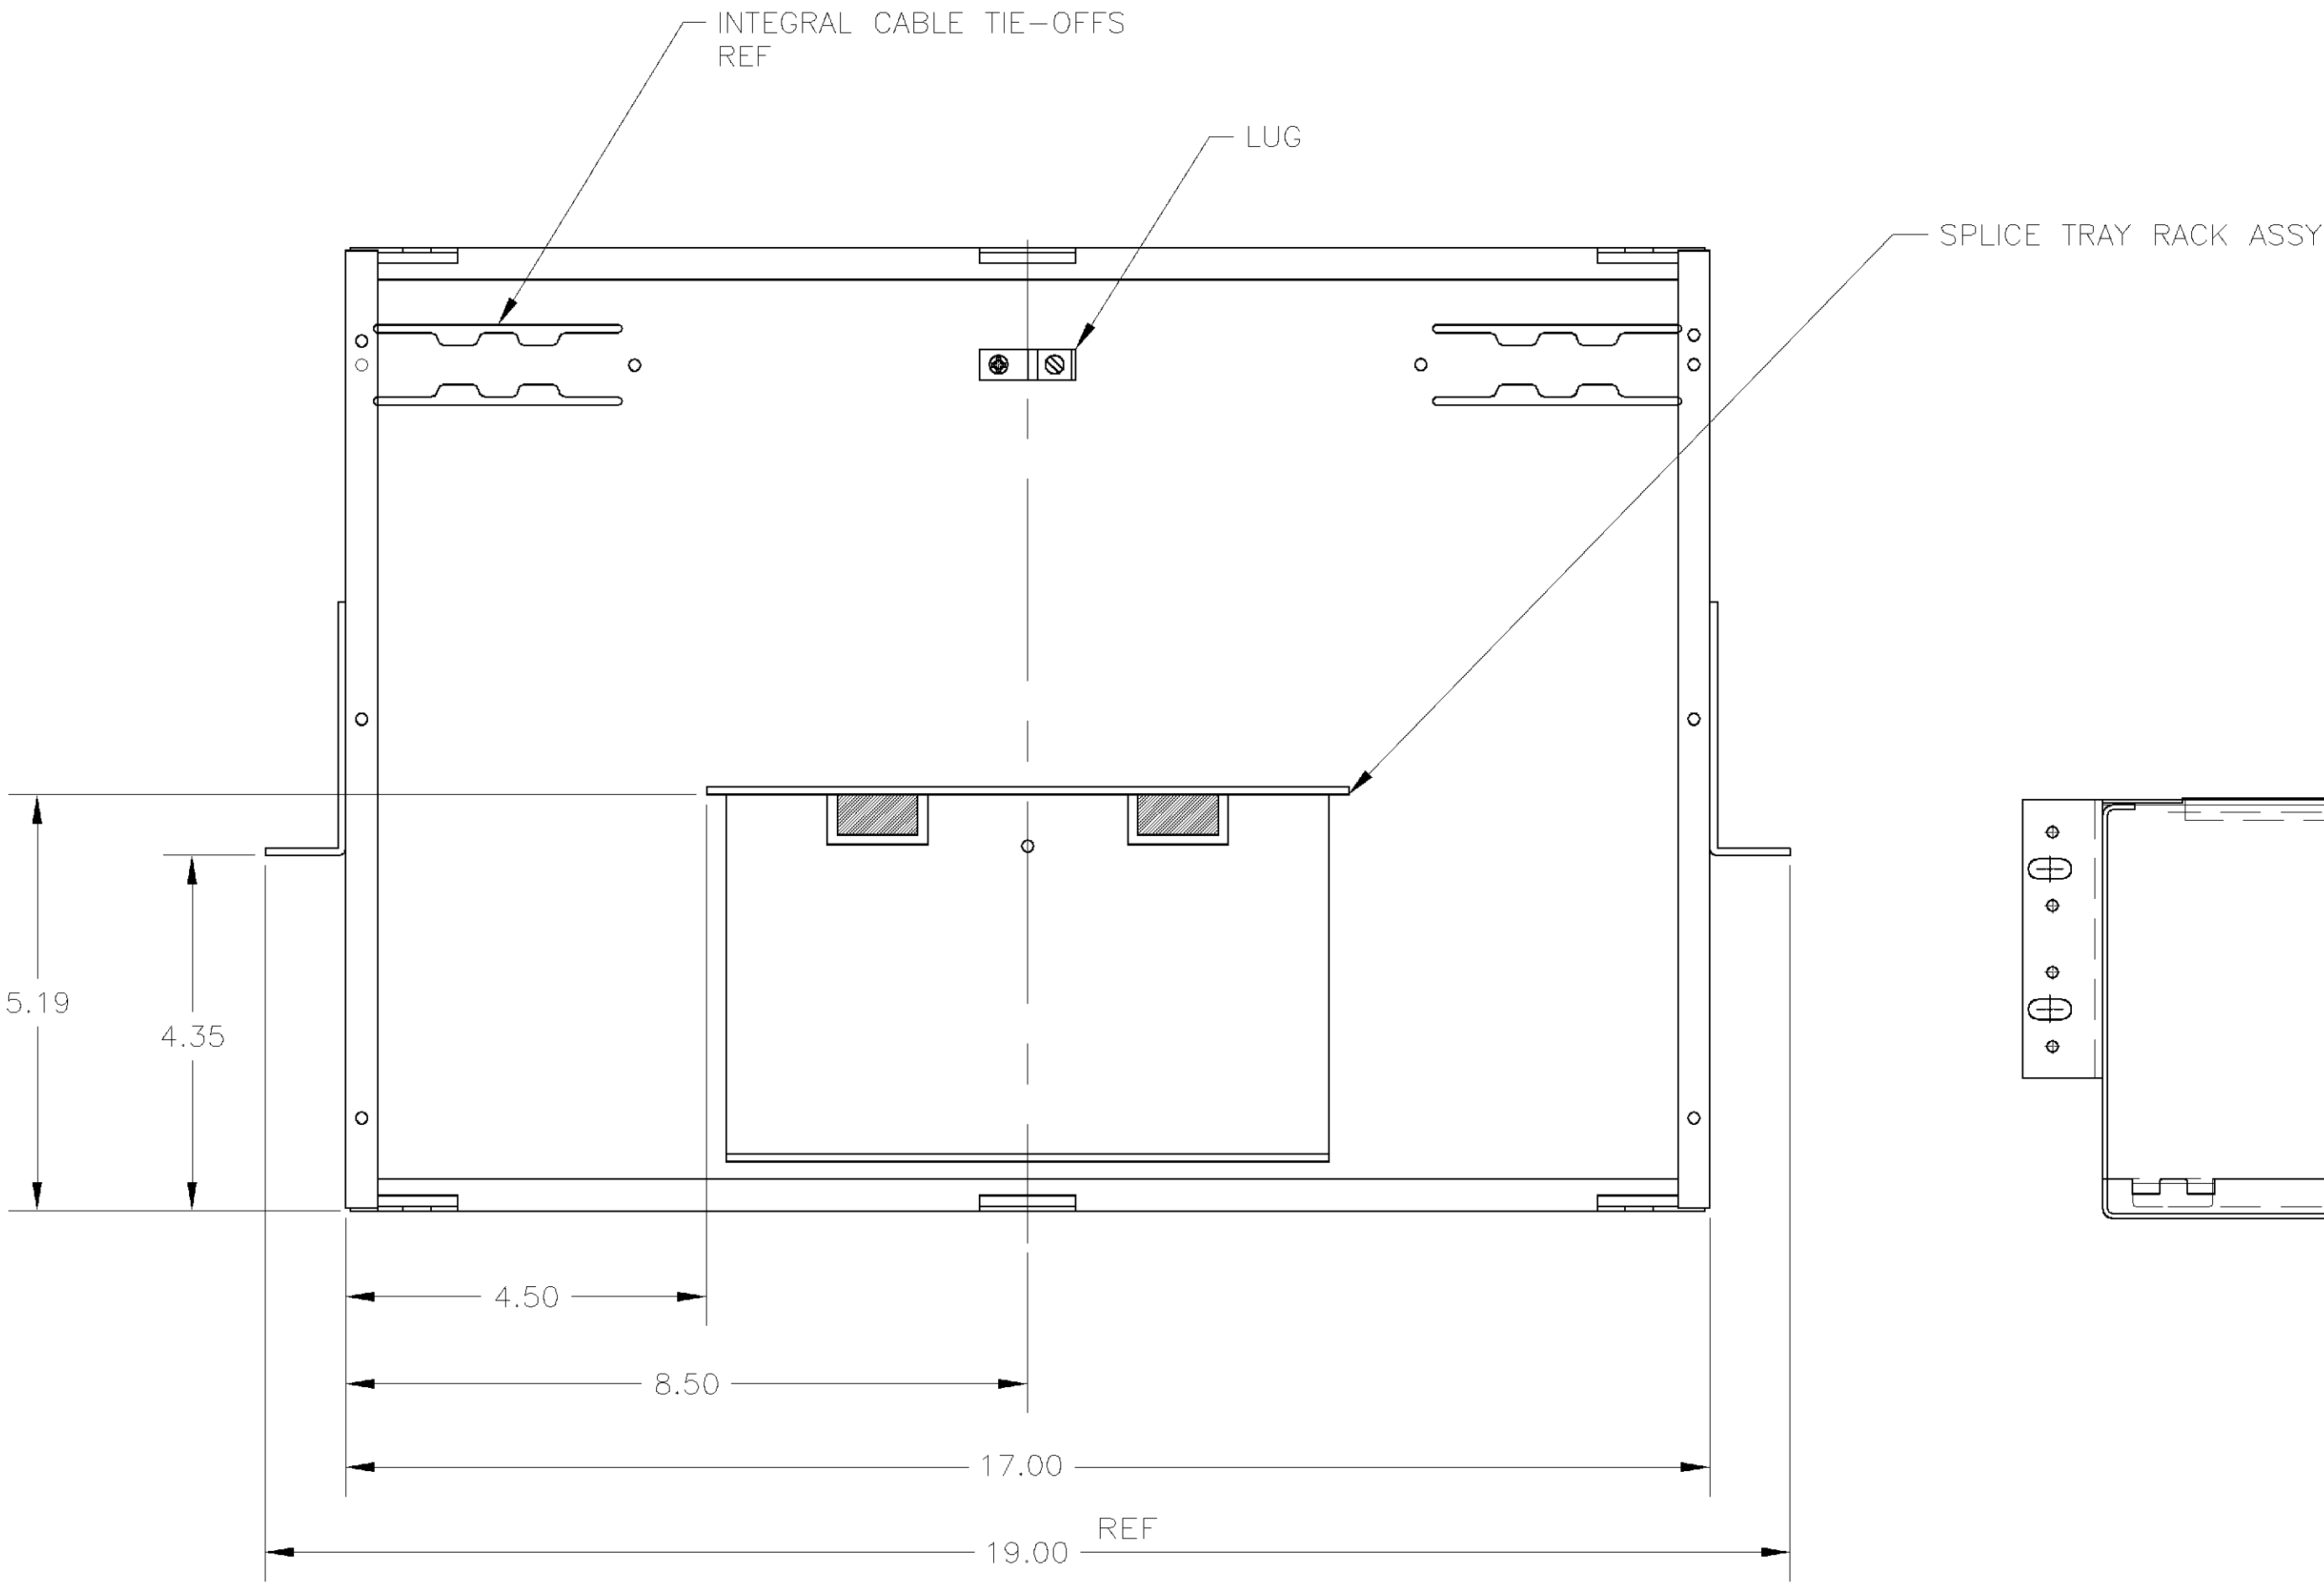 INTEGRAL CABLE TIE-OFFS
REF
LUG
SPLICE TRAY RACK ASSY
5.19
4.35
4.50
8.50
17.00
REF
19.00